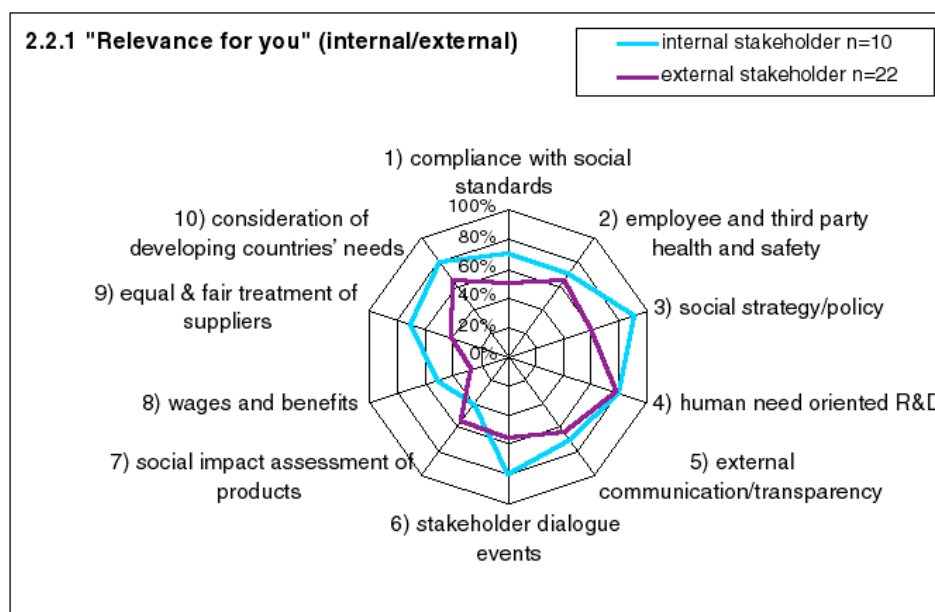 2.2.1 "Relevance for you" (internal/external)
internal stakeholder n=10
external stakeholder n=22
1) compliance with social
standards
100%
80%
60%
40%
20%
0%
2) employee and third party
health and safety
3) social strategy/policy
4) human need oriented R&D
5) external
communication/transparency
6) stakeholder dialogue
events
7) social impact assessment of
products
8) wages and benefits
9) equal & fair treatment of
suppliers
10) consideration of
developing countries’ needs